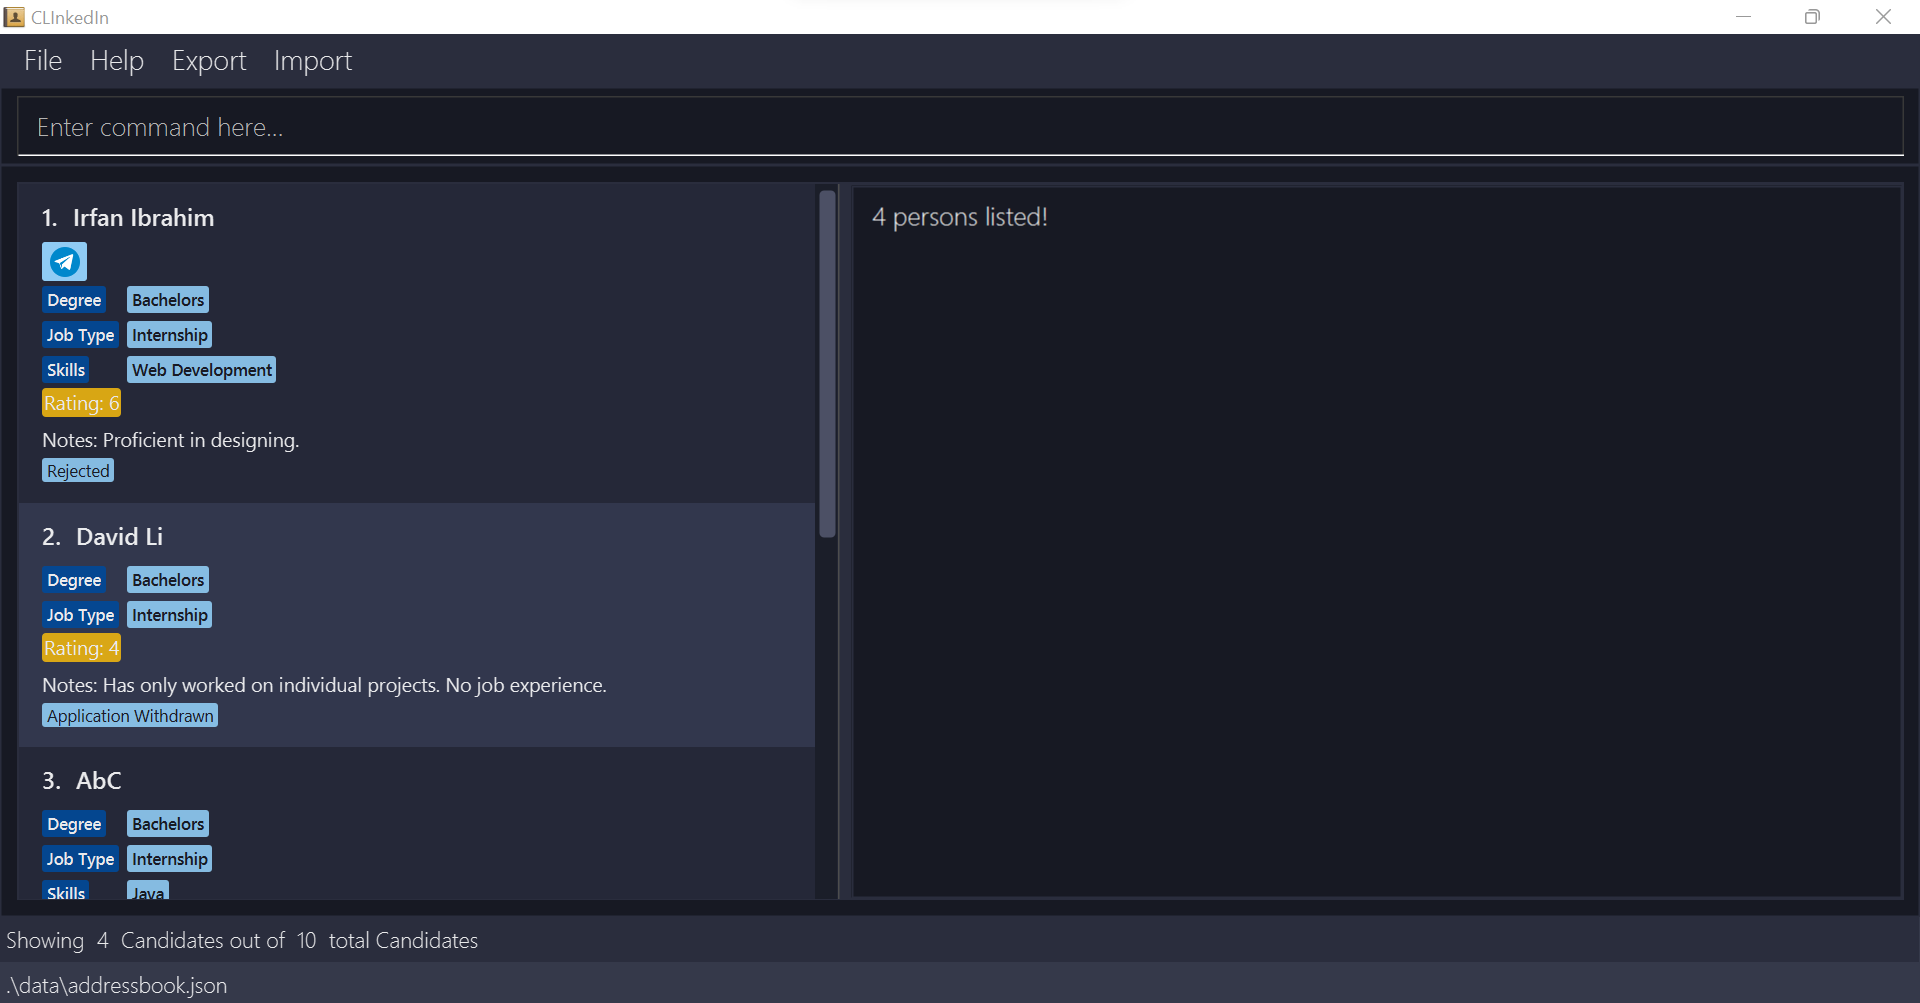 CLInkedIn
File Help Export Import
Enter command here...
1. Irfan Ibrahim
Degree Bachelors
Job Type Internship
Skills Web Development
Rating: 6
Notes: Proficient in designing.
Rejected
2. David Li
Degree Bachelors
Job Type Internship
Rating: 4
Notes: Has only worked on individual projects. No job experience.
Application Withdrawn
3. AbC
Degree Bachelors
Job Type Internship
Skills Java
4 persons listed!
Showing 4 Candidates out of 10 total Candidates
.\data\addressbook.json